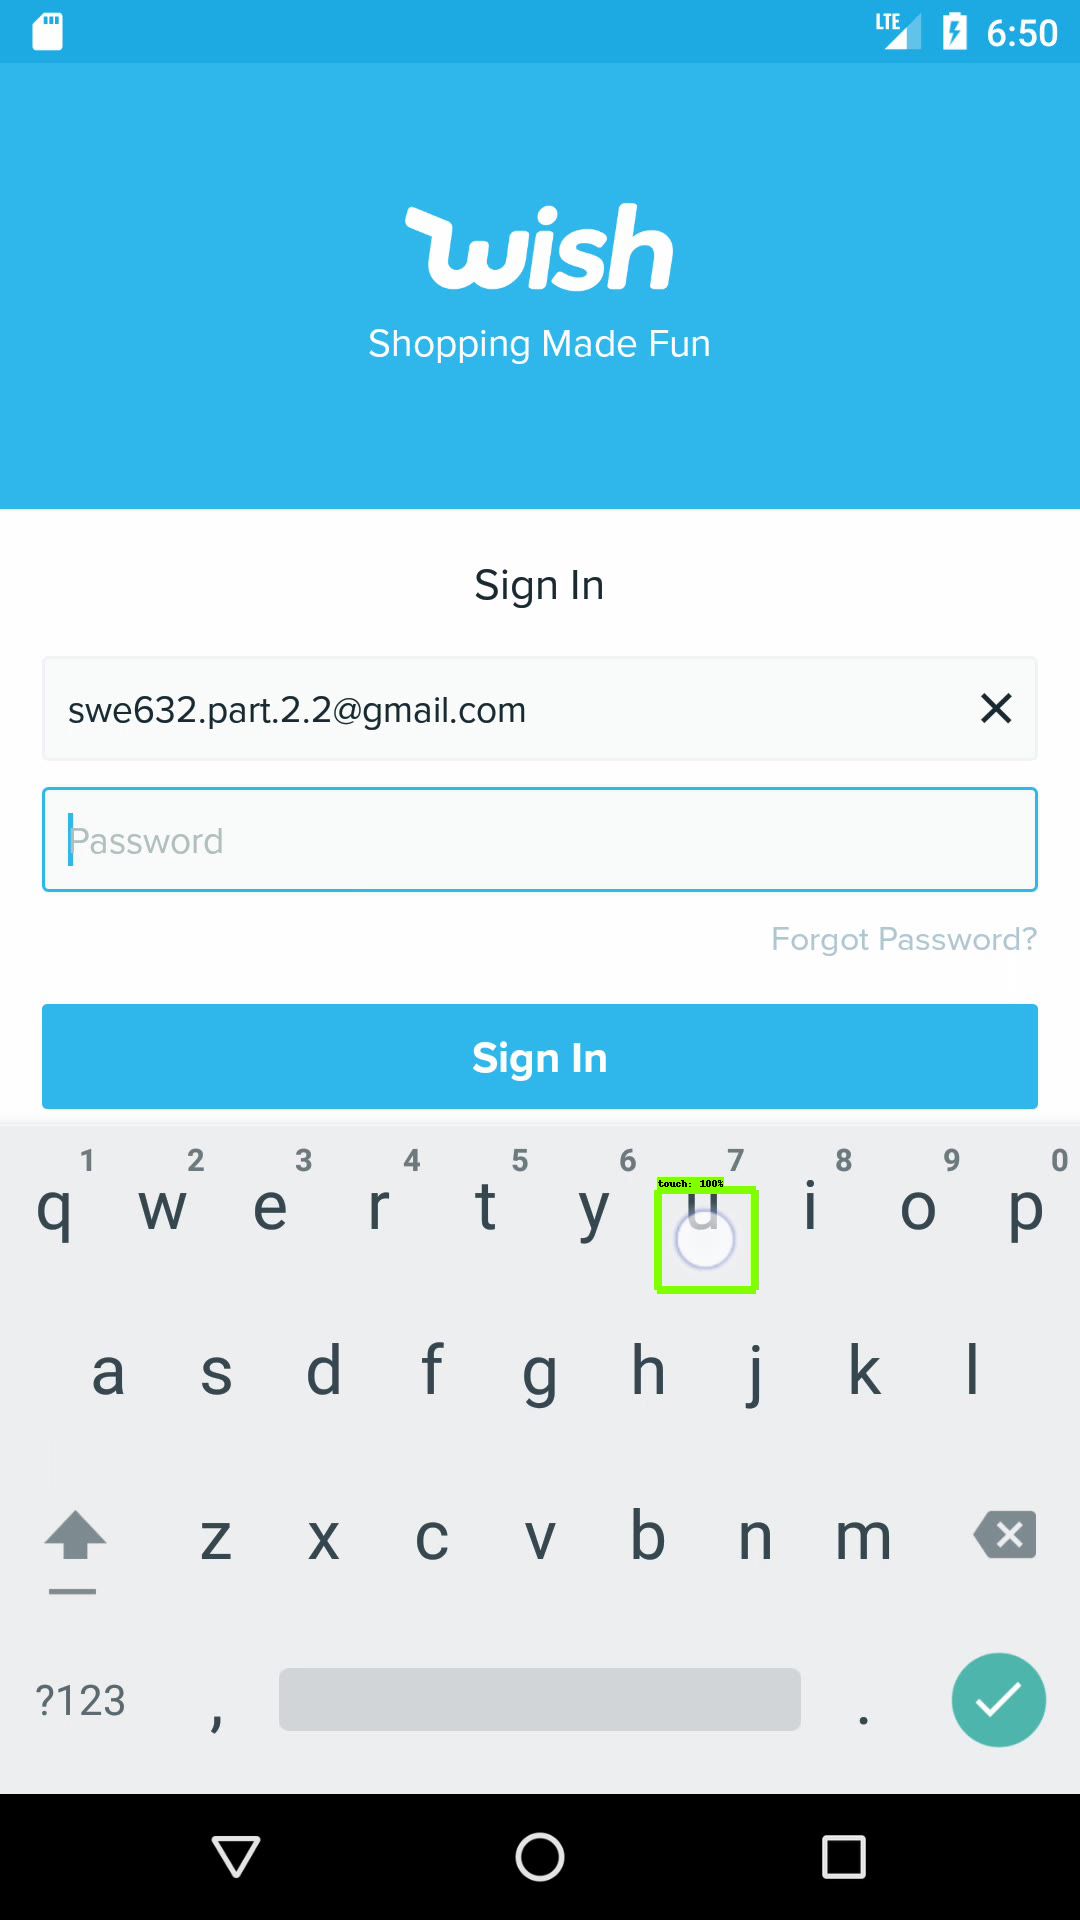 LTE 6:50
wish
Shopping Made Fun
Sign In
swe632.part.2.2@gmail.com
Password
Forgot Password?
Sign In
1 2 3 4 5 6 7 8 9 0
touch: 100%
q w e r t y u i o p
a s d f g h j k l
z x c v b n m
?123 , .